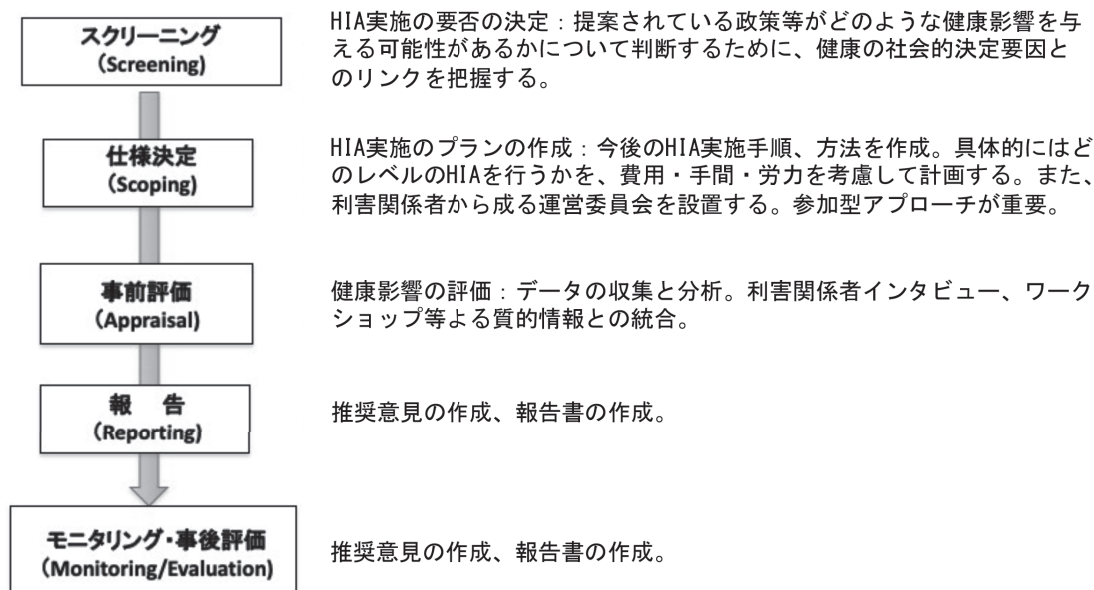 スクリーニング
（Screening)
HIA実施の要否の決定：提案されている政策等がどのような健康影響を与
える可能性があるかについて判断するために、健康の社会的決定要因と
のリンクを把握する。
仕様決定
（Scoping)
HIA実施のプランの作成：今後のHIA実施手順、方法を作成。具体的にはど
のレベルのHIAを行うかを、費用・手間・労力を考慮して計画する。また、
利害関係者から成る運営委員会を設置する。参加型アプローチが重要。
事前評価
（Appraisal)
健康影響の評価：データの収集と分析。利害関係者インタビュー、ワーク
ショップ等よる質的情報との統合。
報　告
（Reporting)
推奨意見の作成、報告書の作成。
モニタリング・事後評価
（Monitoring/Evaluation)
推奨意見の作成、報告書の作成。